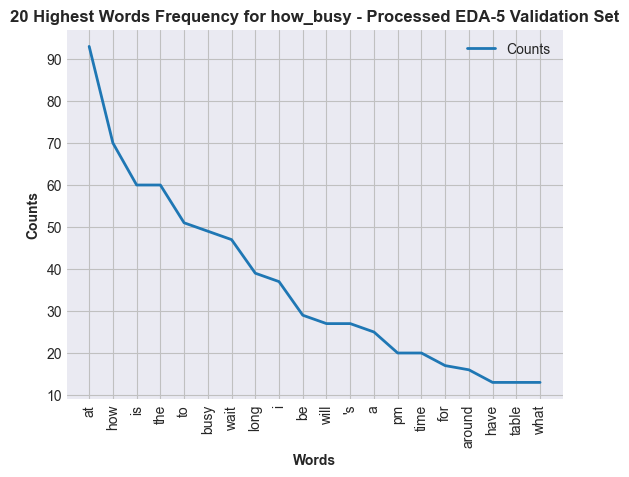 20 Highest Words Frequency for how_busy - Processed EDA-5 Validation Set
Counts
90
80
70
60
50
40
30
20
10
Counts
at
how
is
the
to
busy
wait
long
i
be
will
's
a
pm
time
for
around
have
table
what
Words